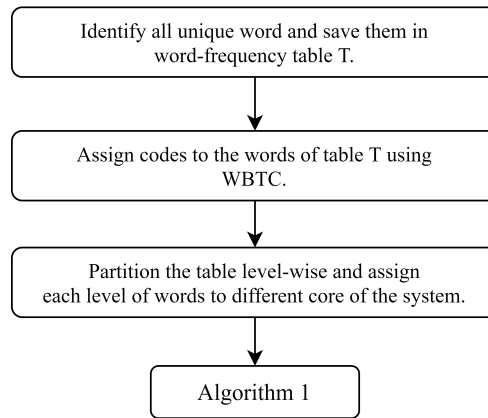 Identify all unique word and save them in
word-frequency table T.
Assign codes to the words of table T using
WBTC.
Partition the table level-wise and assign
each level of words to different core of the system.
Algorithm 1